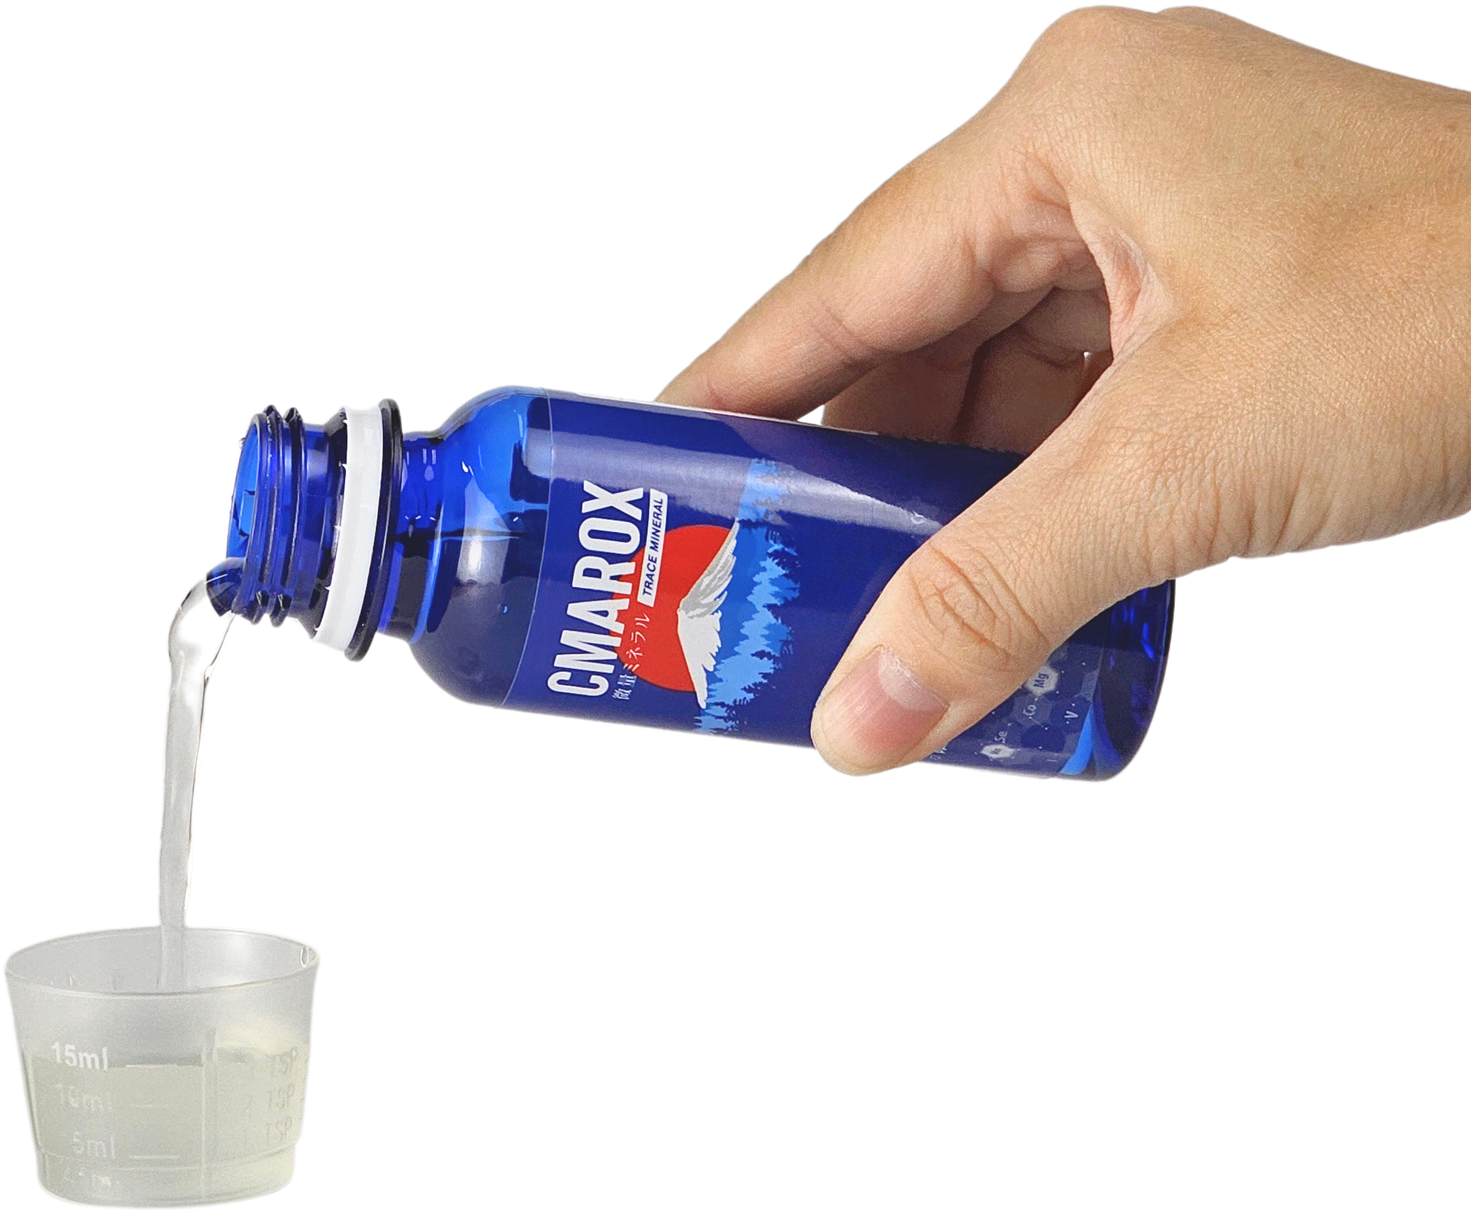 CMAROX
TRACE MINERAL
微量ミネラル
Se
Co
Mg
V
15ml
10ml
5ml
TSP
TSP
TSP